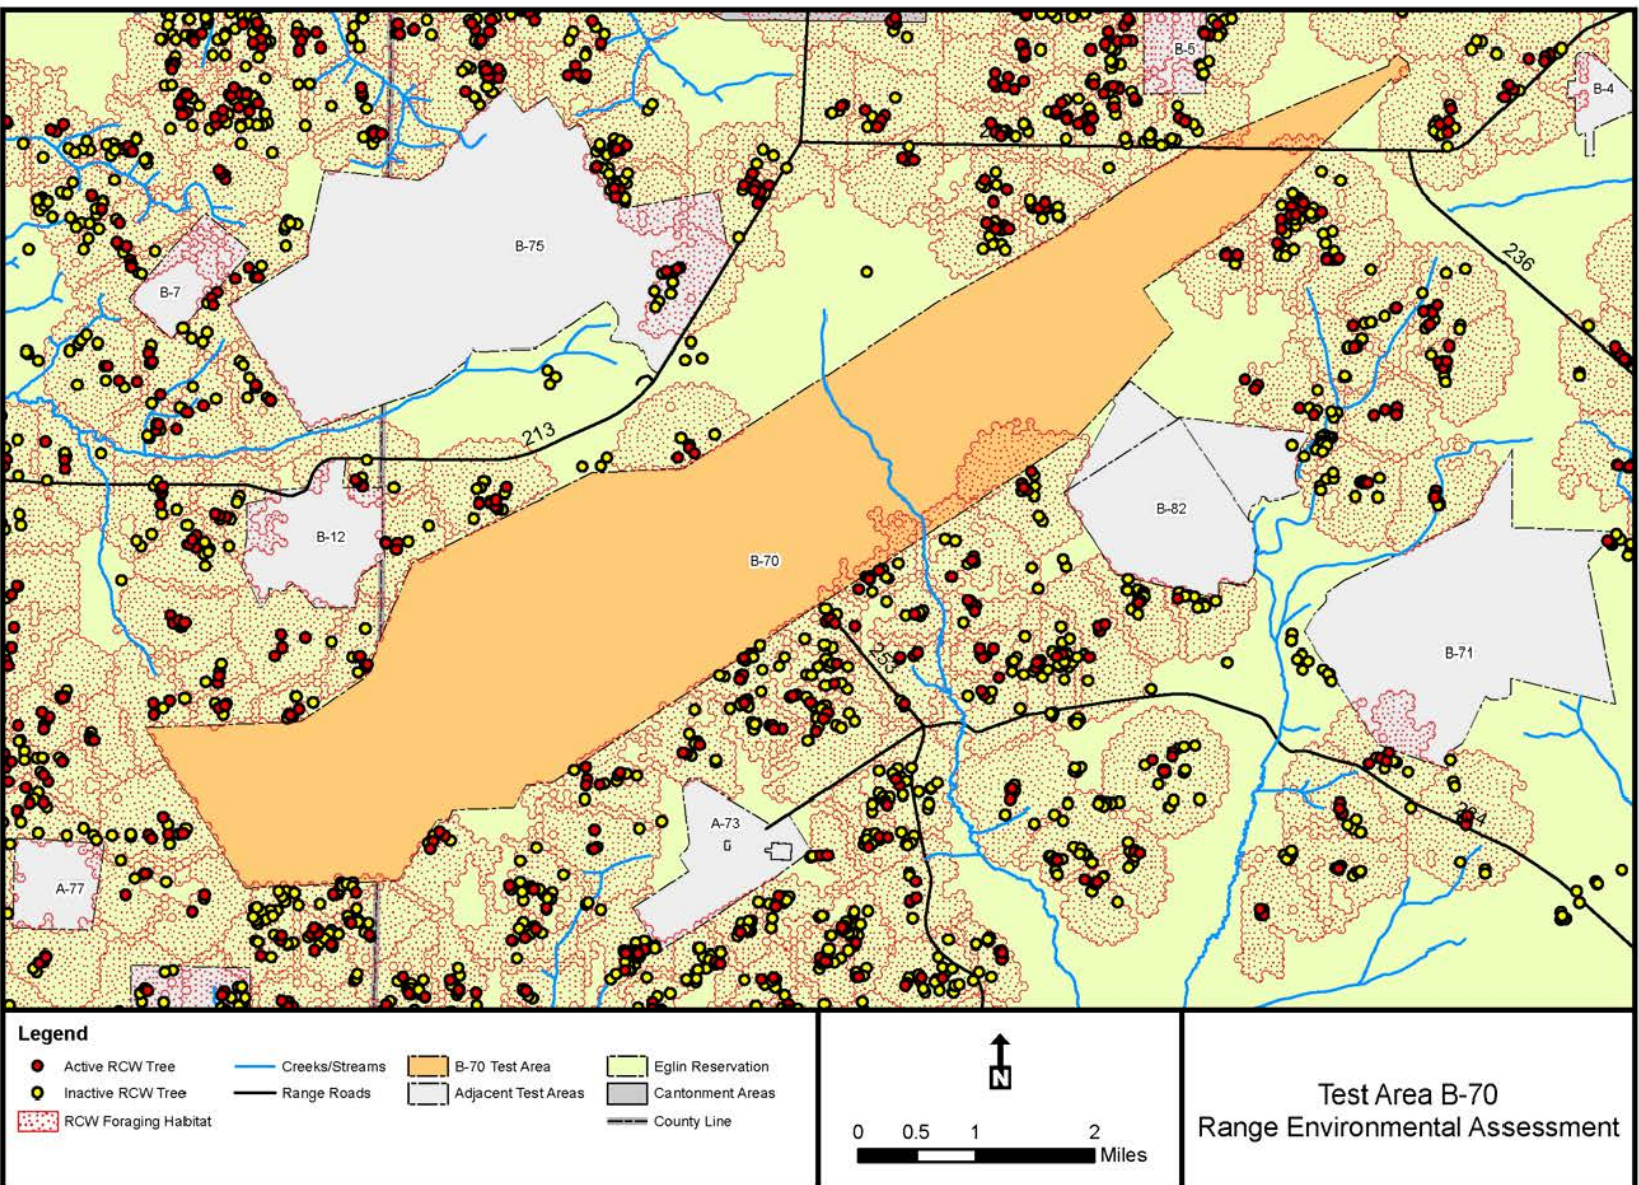 B-5
B-4
B-75
236
B-7
213
B-82
B-12
B-70
B-71
253
A-73
G
A-77
Legend
Active RCW Tree
Inactive RCW Tree
RCW Foraging Habitat
Creeks/Streams
Range Roads
B-70 Test Area
Adjacent Test Areas
Eglin Reservation
Cantonment Areas
County Line
N
0 0.5 1 2
Miles
Test Area B-70
Range Environmental Assessment